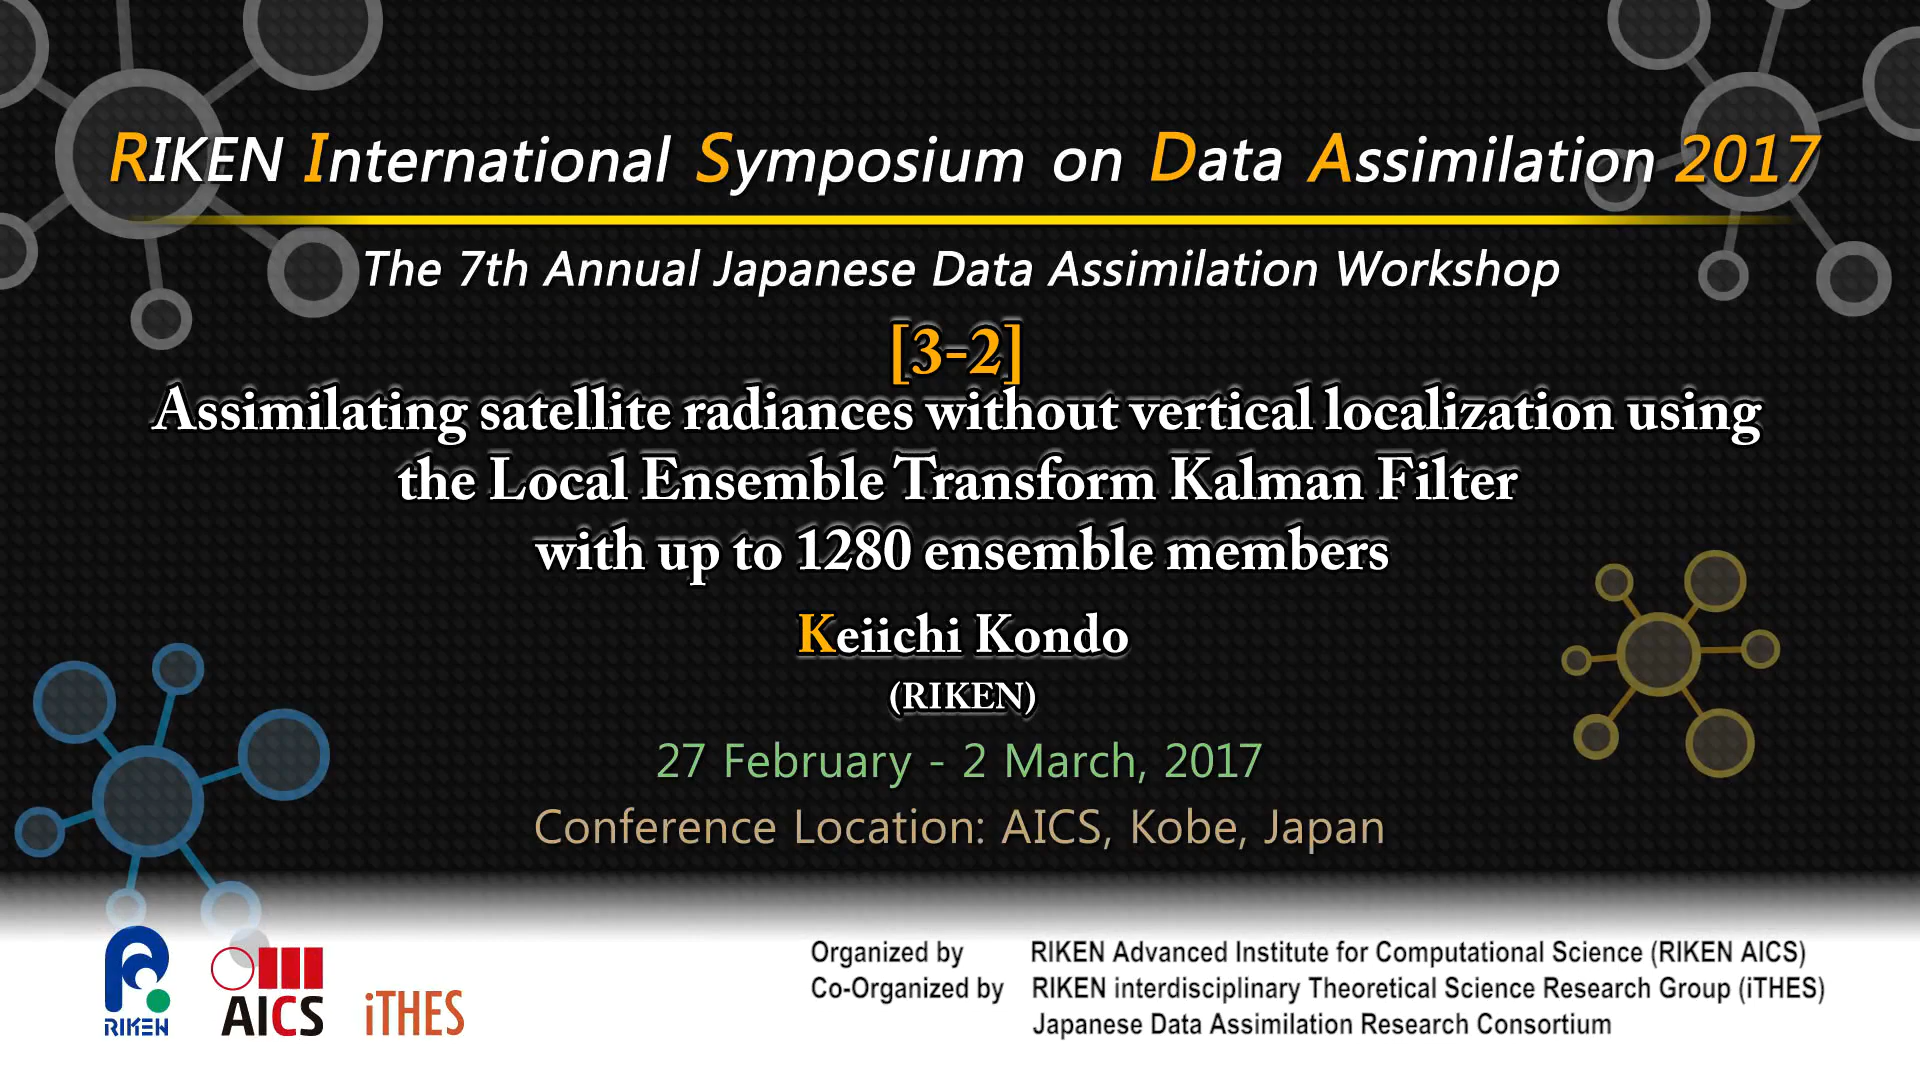 RIKEN International Symposium on Data Assimilation 2017
The 7th Annual Japanese Data Assimilation Workshop
[3-2]
Assimilating satellite radiances without vertical localization using
the Local Ensemble Transform Kalman Filter
with up to 1280 ensemble members
Keiichi Kondo
(RIKEN)
27 February - 2 March, 2017
Conference Location: AICS, Kobe, Japan
RIKEN
AICS
iTHES
Organized by RIKEN Advanced Institute for Computational Science (RIKEN AICS)
Co-Organized by RIKEN interdisciplinary Theoretical Science Research Group (iTHES)
Japanese Data Assimilation Research Consortium